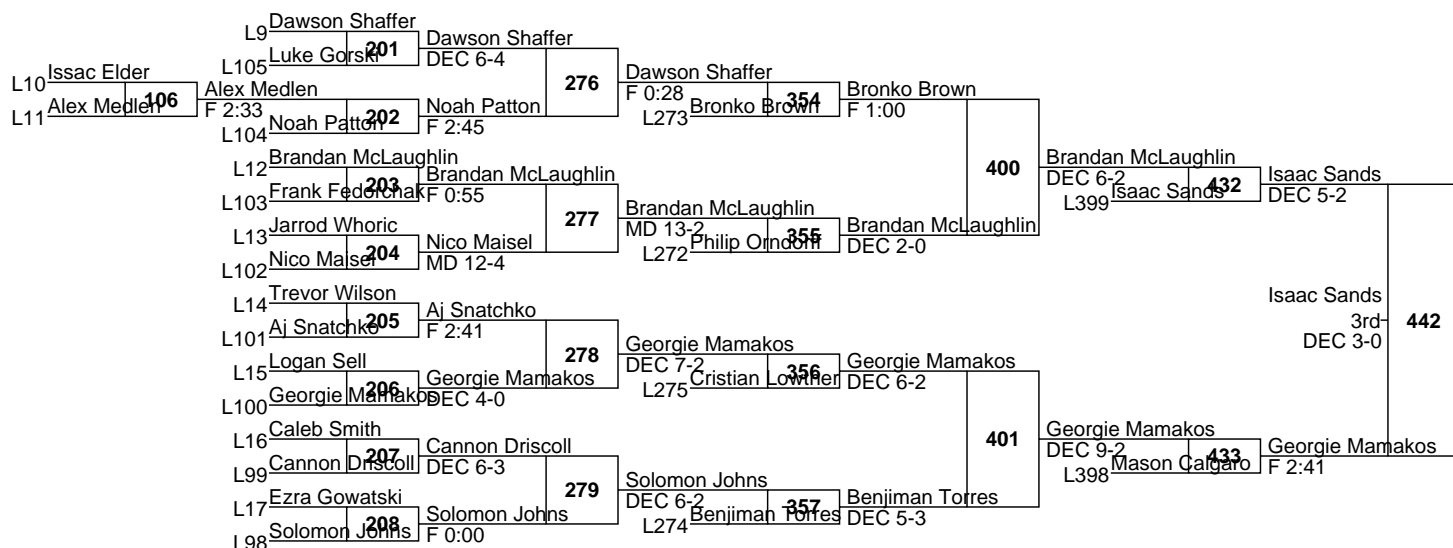 Dawson Shaffer
L9
201
Dawson Shaffer
DEC 6-4
Luke Gorski
L105
Issac Elder
L10
106
Alex Medlen
F 2:33
Alex Medlen
L11
276
Dawson Shaffer
F 0:28
202
Noah Patton
F 2:45
Noah Patton
L104
354
Bronko Brown
F 1:00
L273
Bronko Brown
Brandan McLaughlin
L12
203
Brandan McLaughlin
F 0:55
Frank Fedorchak
L103
400
Brandan McLaughlin
DEC 6-2
277
Brandan McLaughlin
MD 13-2
Jarrod Whoric
L13
204
Nico Maisel
MD 12-4
Nico Maisel
L102
355
Brandan McLaughlin
DEC 2-0
L272
Philip Orndorff
432
Isaac Sands
DEC 5-2
L399
Isaac Sands
Trevor Wilson
L14
205
Aj Snatchko
F 2:41
Aj Snatchko
L101
278
Georgie Mamakos
DEC 7-2
Logan Sell
L15
206
Georgie Mamakos
DEC 4-0
Georgie Mamakos
L100
356
Georgie Mamakos
DEC 6-2
L275
Cristian Lowther
Isaac Sands
3rd
DEC 3-0
442
Caleb Smith
L16
207
Cannon Driscoll
DEC 6-3
Cannon Driscoll
L99
401
Georgie Mamakos
DEC 9-2
279
Solomon Johns
DEC 6-2
Ezra Gowatski
L17
208
Solomon Johns
F 0:00
Solomon Johns
L98
357
Benjiman Torres
DEC 5-3
L274
Benjiman Torres
433
Georgie Mamakos
F 2:41
L398
Mason Calgaro